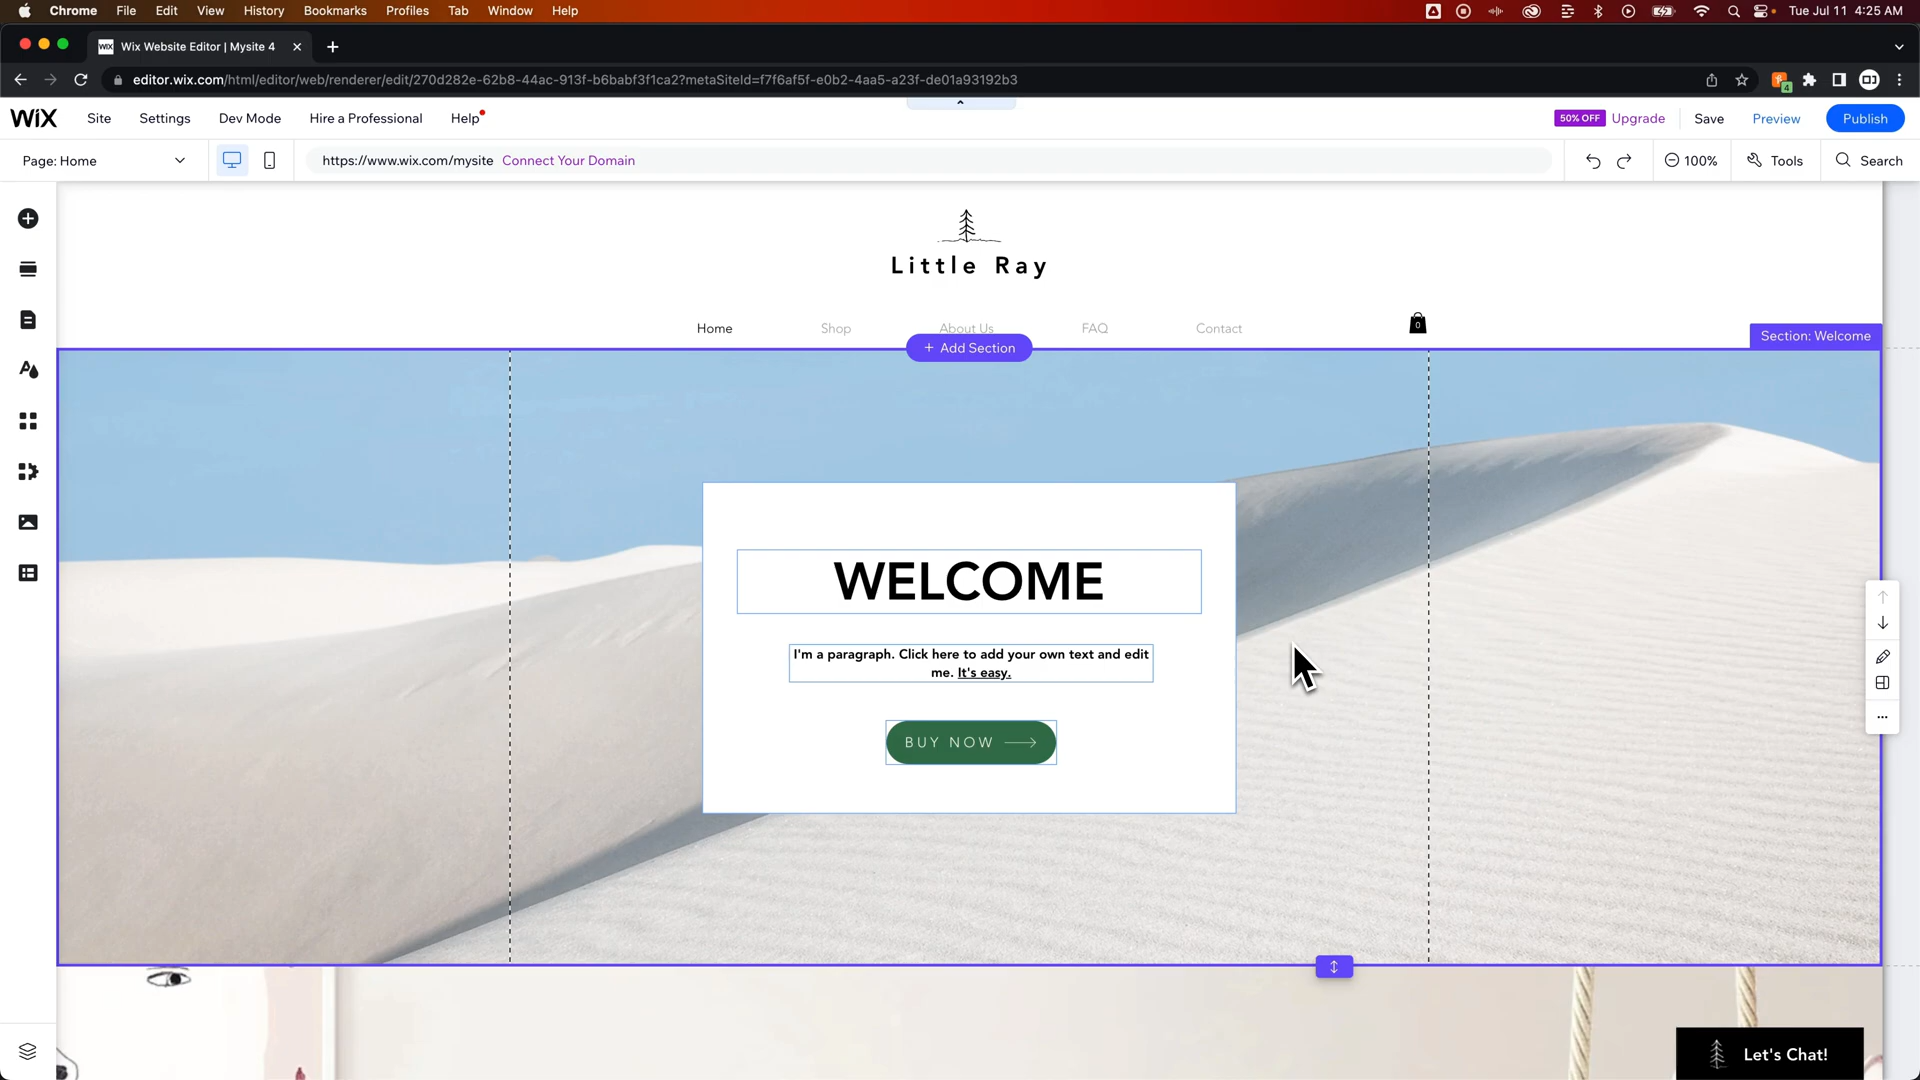 Chrome File Edit View History Bookmarks Profiles Tab Window Help Tue Jul 11 4:25 AM
WiX Wix Website Editor | Mysite 4
editor.wix.com/html/editor/web/renderer/edit/270d282e-62b8-44ac-913f-b6babf3f1ca2?metaSiteId=f7f6af5f-e0b2-4aa5-a23f-de01a93192b3 4
WiX Site Settings Dev Mode Hire a Professional Help 50% OFF Upgrade Save Preview Publish
Page: Home https://www.wix.com/mysite Connect Your Domain 100% Tools Search
Little Ray
Home Shop About Us FAQ Contact 0
+ Add Section Section: Welcome
WELCOME
I'm a paragraph. Click here to add your own text and edit
me. It's easy.
BUY NOW
Let's Chat!